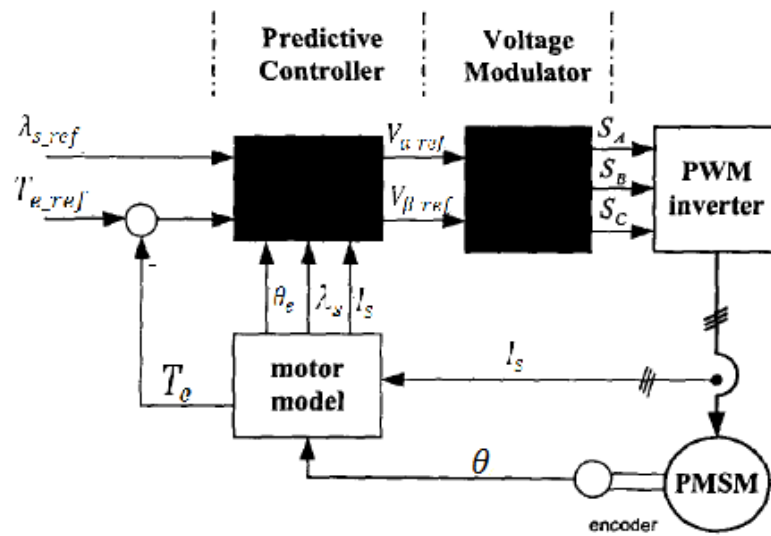 Predictive
Controller
Voltage
Modulator
λs_ref
Te_ref
Vα_ref
Vβ_ref
SA
SB
SC
PWM
inverter
-
θe
λs
Is
motor
model
Te
Is
θ
PMSM
encoder